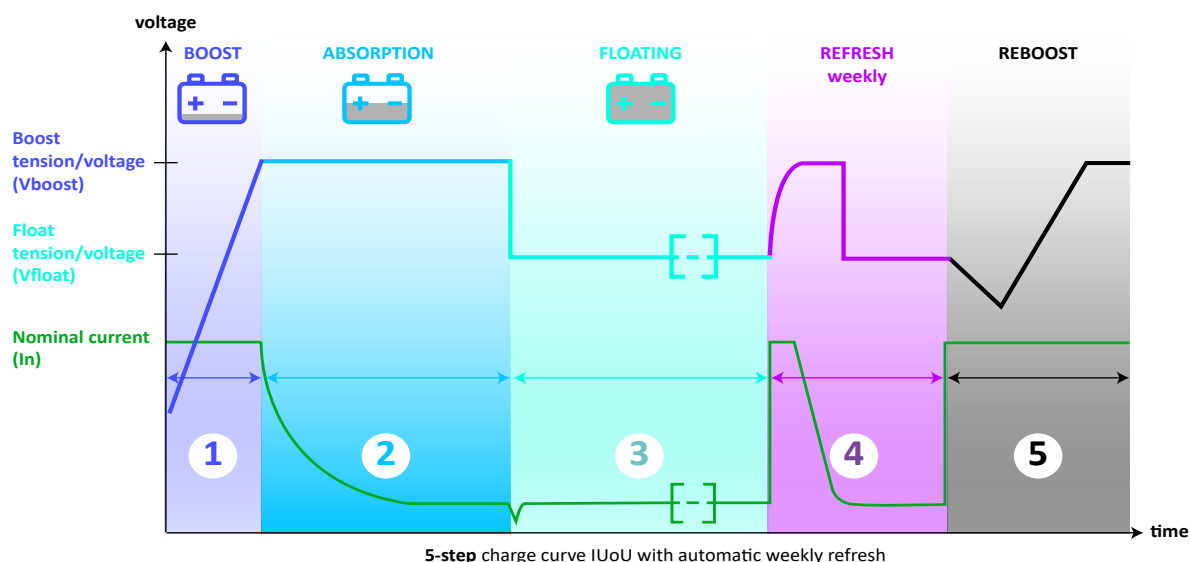 voltage
BOOST
ABSORPTION
FLOATING
REFRESH
weekly
REBOOST
Boost
tension/voltage
(Vboost)
Float
tension/voltage
(Vfloat)
Nominal current
(In)
1
2
3
4
5
time
5-step charge curve IUoU with automatic weekly refresh